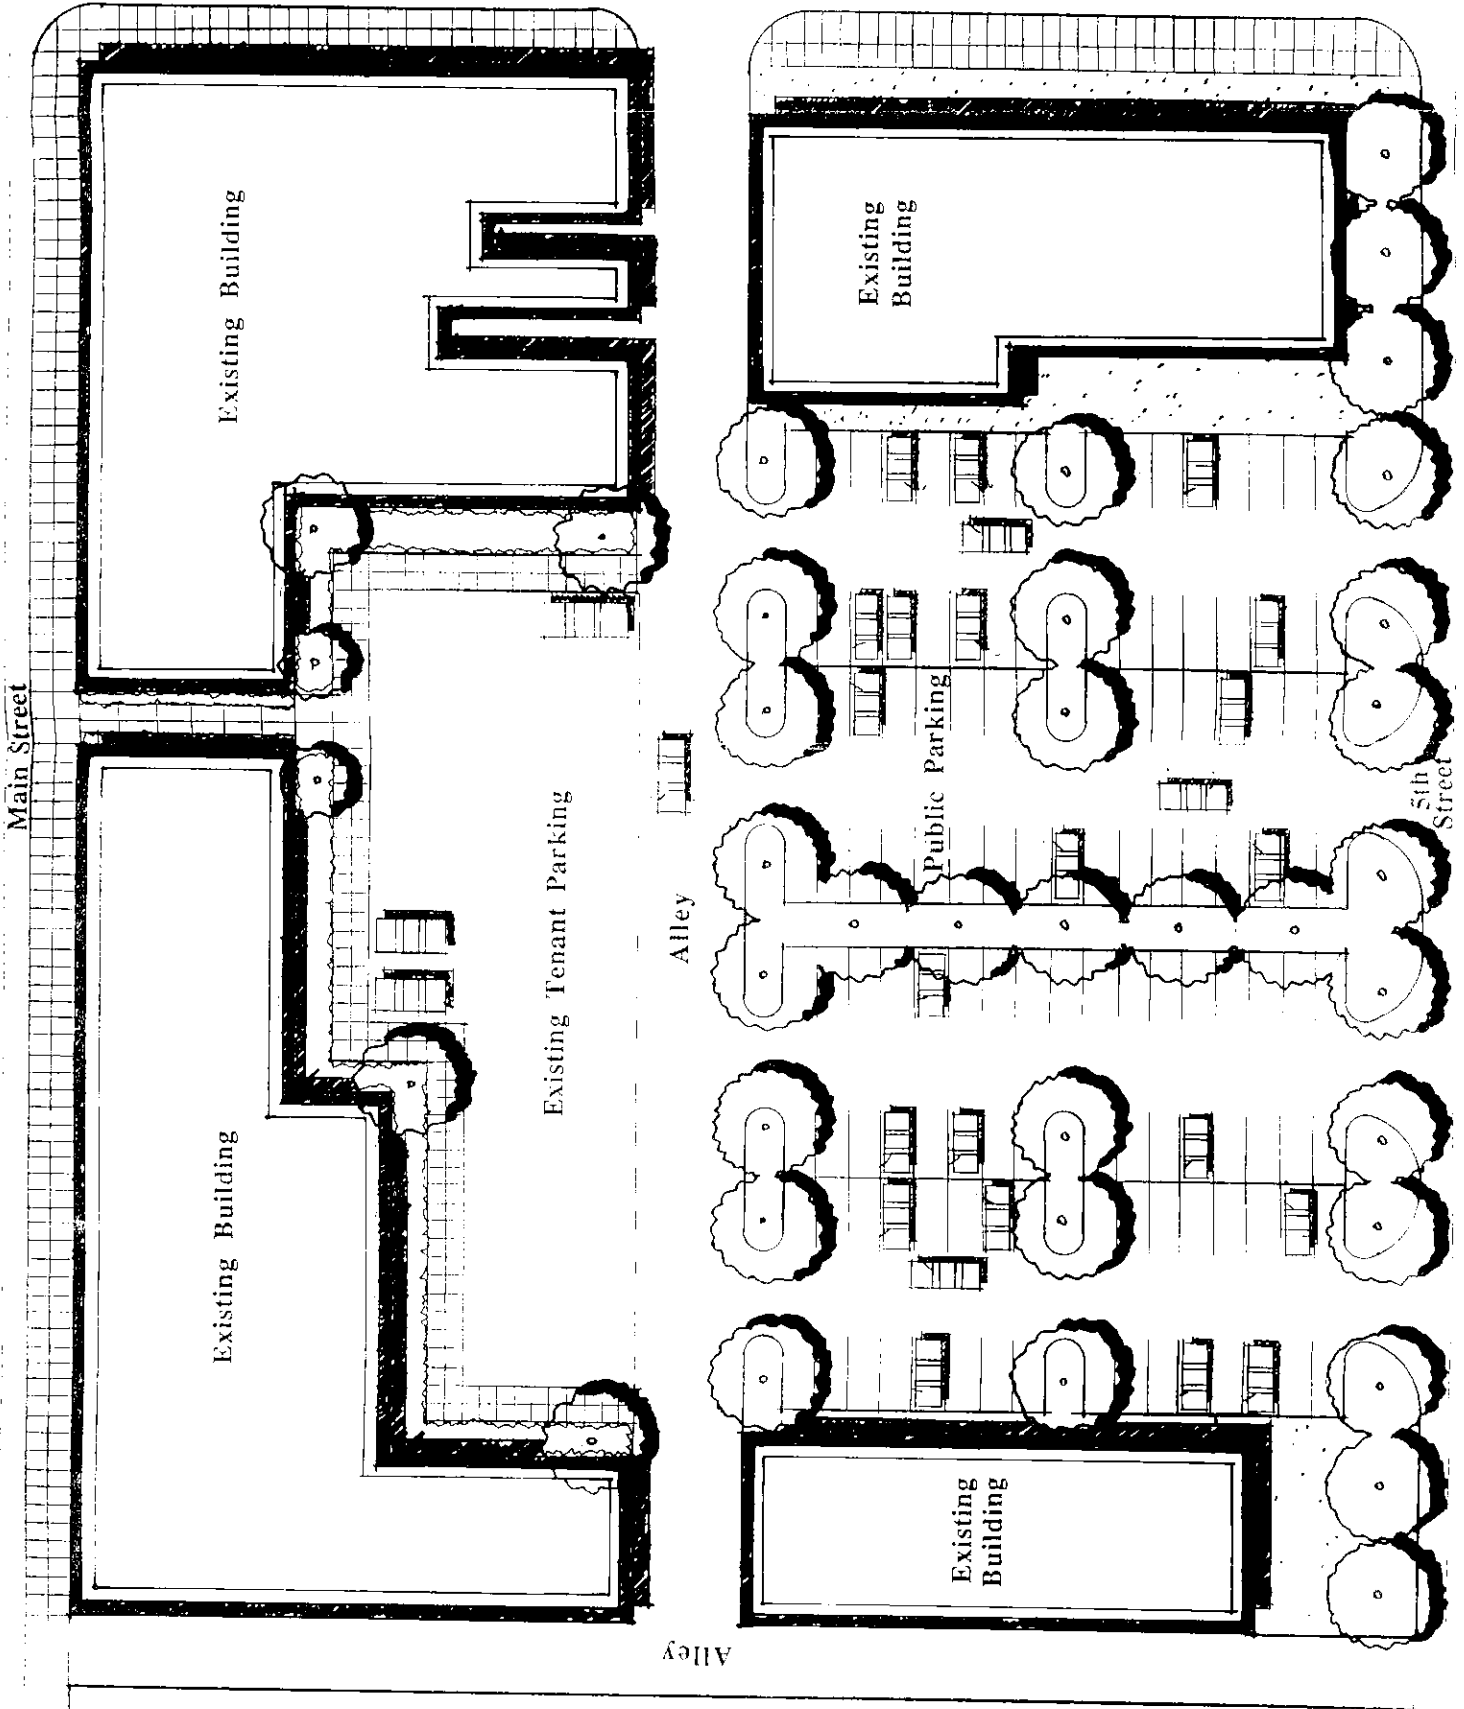 Main Street
Existing Building
Existing Building
Existing Tenant Parking
Alley
Existing
Building
Public Parking
Existing
Building
5th
Street
Alley